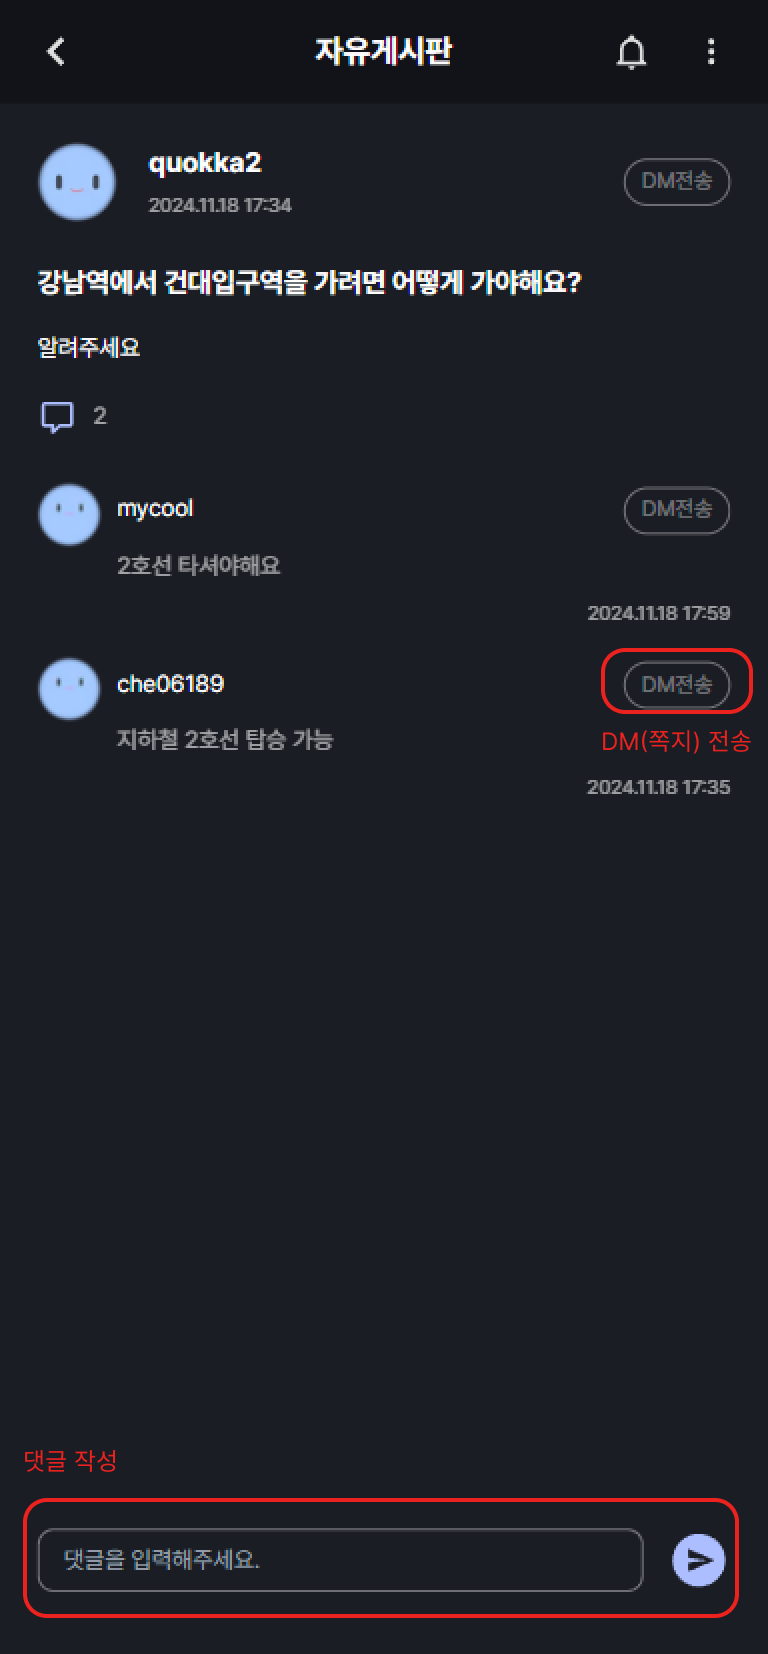 자유게시판
quokka2
DM전송
2024.11.18 17:34
강남역에서 건대입구역을 가려면 어떻게 가야해요?
알려주세요
2
mycool
DM전송
2호선 타셔야해요
2024.11.18 17:59
che06189
DM전송
지하철 2호선 탑승 가능
DM(쪽지) 전송
2024.11.18 17:35
댓글 작성
댓글을 입력해주세요.